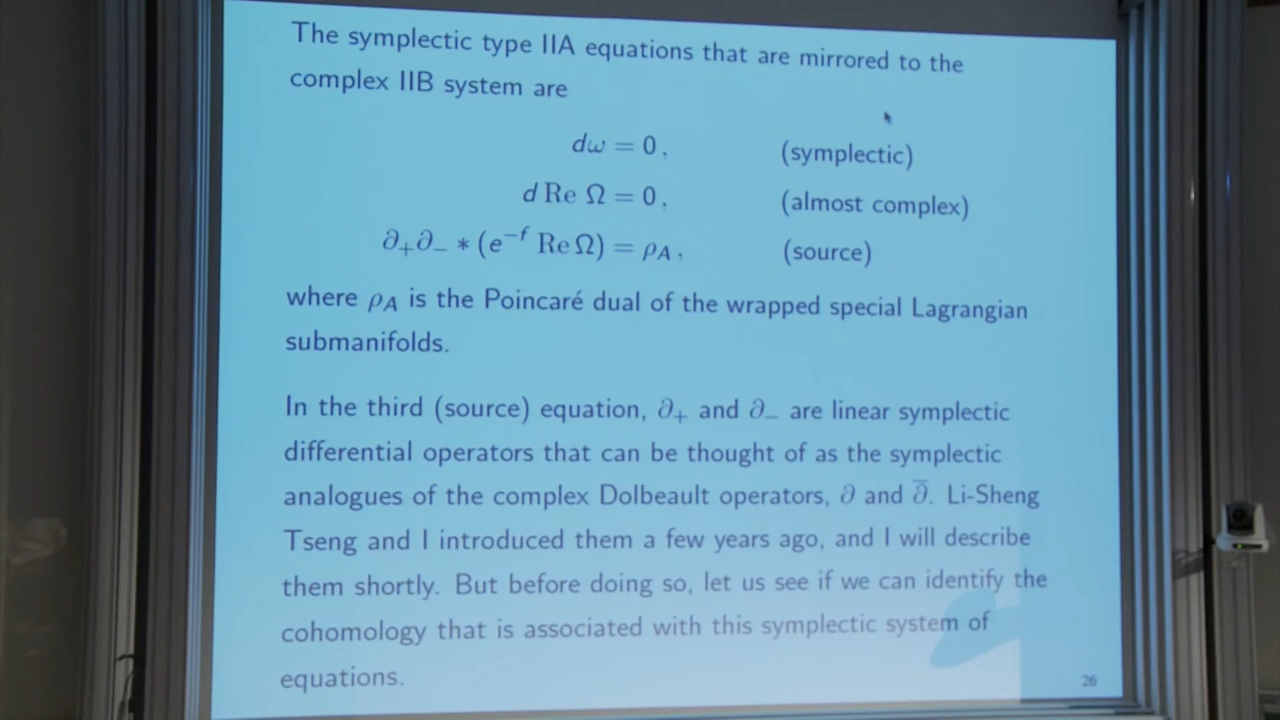 The symplectic type IIA equations that are mirrored to the
complex IIB system are
dω = 0, (symplectic)
d Re Ω = 0, (almost complex)
∂₊∂₋ ∗ (e⁻ᶠ Re Ω) = ρ_A, (source)
where ρ_A is the Poincaré dual of the wrapped special Lagrangian
submanifolds.
In the third (source) equation, ∂₊ and ∂₋ are linear symplectic
differential operators that can be thought of as the symplectic
analogues of the complex Dolbeault operators, ∂ and ∂̄. Li-Sheng
Tseng and I introduced them a few years ago, and I will describe
them shortly. But before doing so, let us see if we can identify the
cohomology that is associated with this symplectic system of
equations.
26